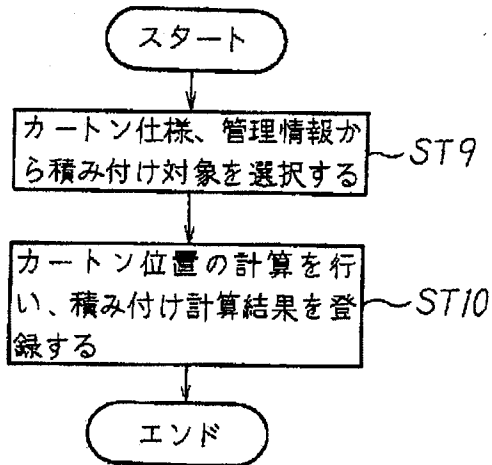 スタート
カートン仕様、管理情報か
ら積み付け対象を選択する
ST9
カートン位置の計算を行
い、積み付け計算結果を登
録する
ST10
エンド